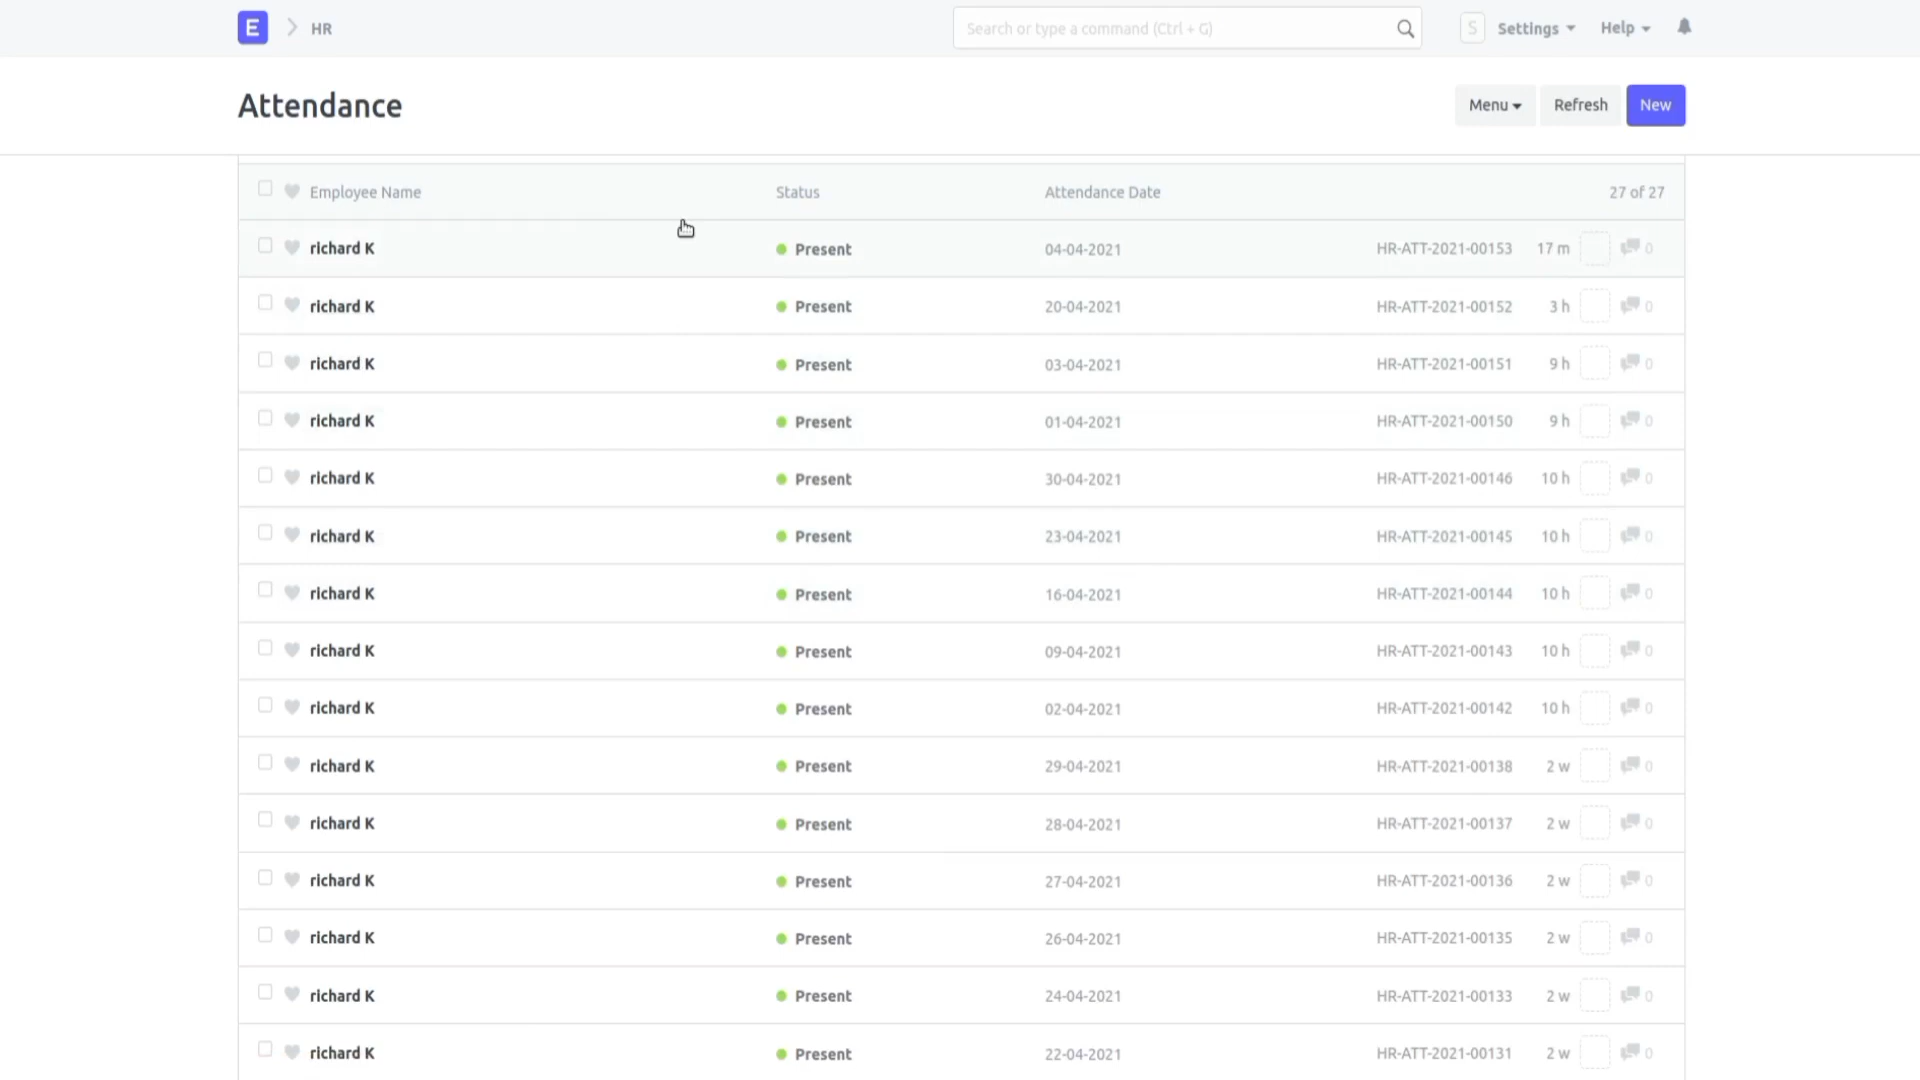 E HR Search or type a command (Ctrl + G) S Settings Help
Attendance Menu Refresh New
Employee Name Status Attendance Date 27 of 27
richard K Present 04-04-2021 HR-ATT-2021-00153 17 m 0
richard K Present 20-04-2021 HR-ATT-2021-00152 3 h 0
richard K Present 03-04-2021 HR-ATT-2021-00151 9 h 0
richard K Present 01-04-2021 HR-ATT-2021-00150 9 h 0
richard K Present 30-04-2021 HR-ATT-2021-00146 10 h 0
richard K Present 23-04-2021 HR-ATT-2021-00145 10 h 0
richard K Present 16-04-2021 HR-ATT-2021-00144 10 h 0
richard K Present 09-04-2021 HR-ATT-2021-00143 10 h 0
richard K Present 02-04-2021 HR-ATT-2021-00142 10 h 0
richard K Present 29-04-2021 HR-ATT-2021-00138 2 w 0
richard K Present 28-04-2021 HR-ATT-2021-00137 2 w 0
richard K Present 27-04-2021 HR-ATT-2021-00136 2 w 0
richard K Present 26-04-2021 HR-ATT-2021-00135 2 w 0
richard K Present 24-04-2021 HR-ATT-2021-00133 2 w 0
richard K Present 22-04-2021 HR-ATT-2021-00131 2 w 0